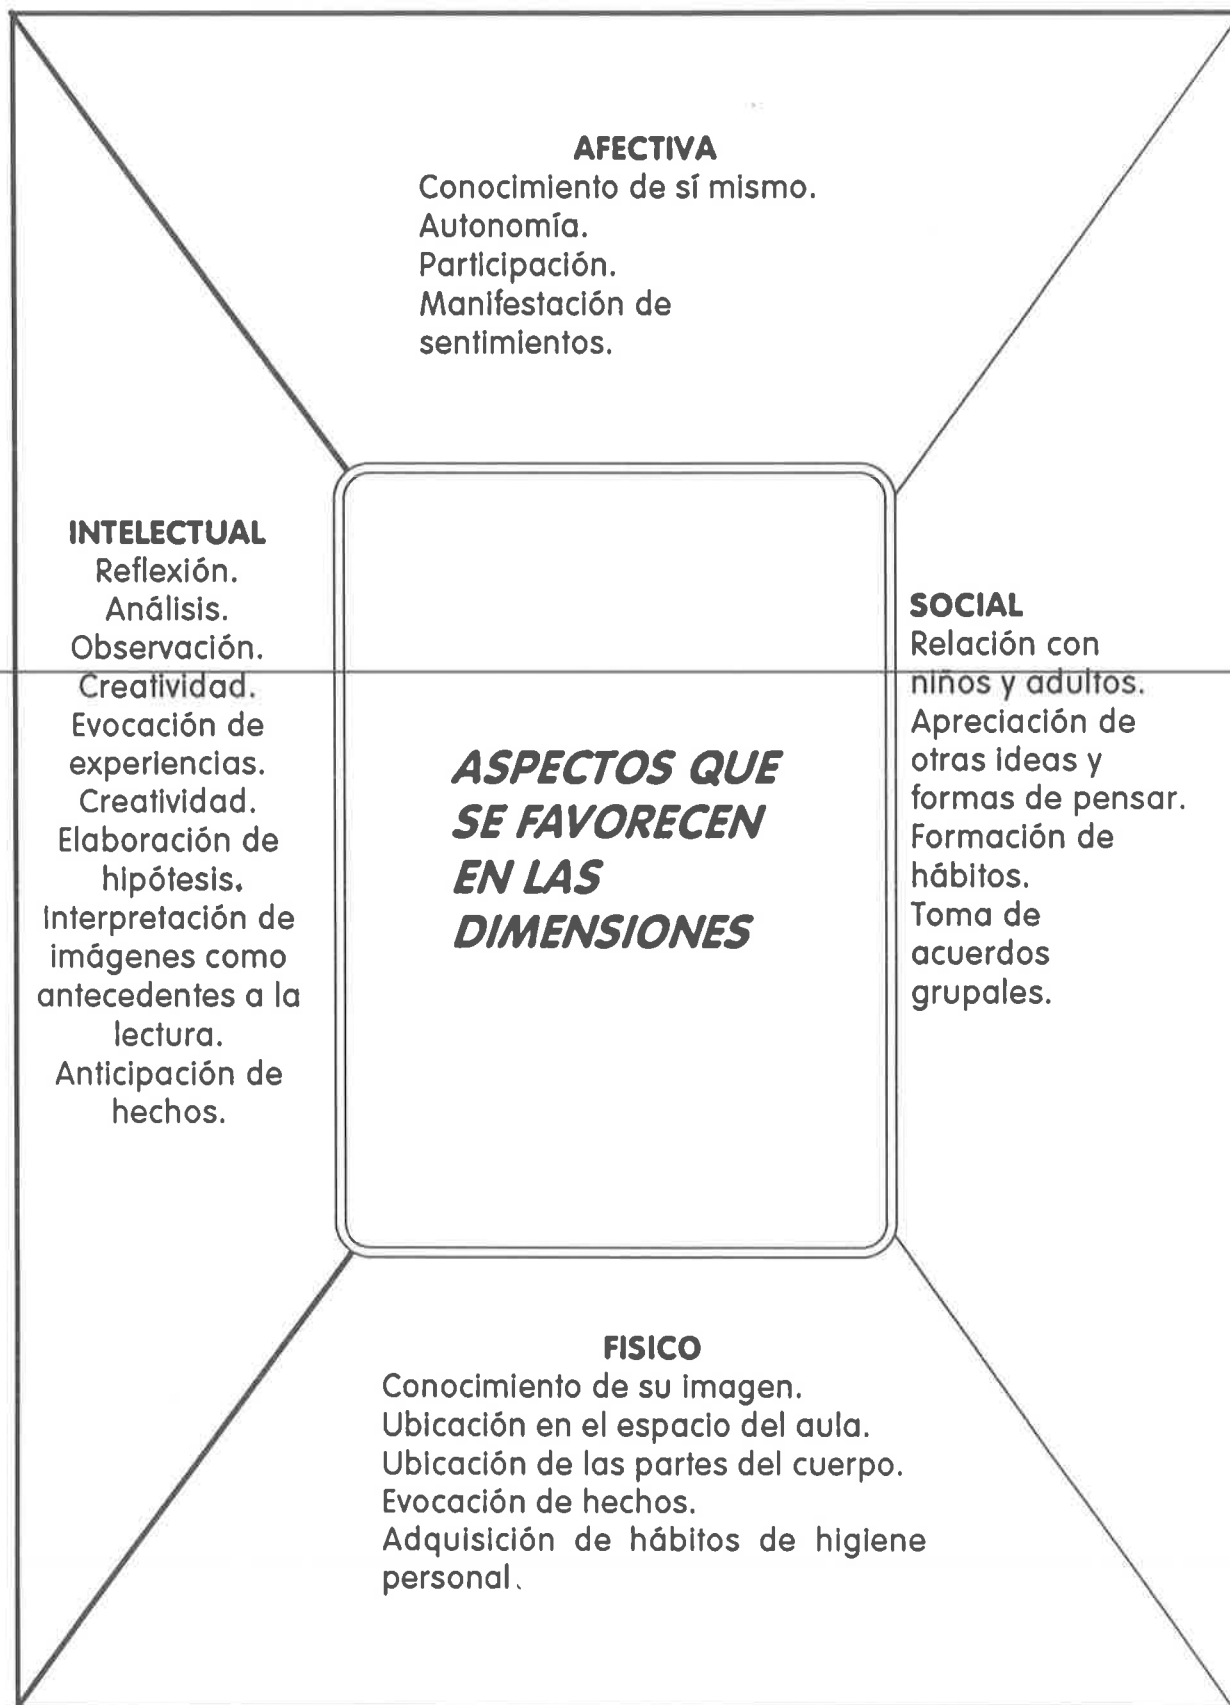 AFECTIVA
Conocimiento de sí mismo.
Autonomía.
Participación.
Manifestación de
sentimientos.
INTELECTUAL
Reflexión.
Análisis.
Observación.
Creatividad.
Evocación de
experiencias.
Creatividad.
Elaboración de
hipótesis.
Interpretación de
imágenes como
antecedentes a la
lectura.
Anticipación de
hechos.
ASPECTOS QUE
SE FAVORECEN
EN LAS
DIMENSIONES
SOCIAL
Relación con
niños y adultos.
Apreciación de
otras ideas y
formas de pensar.
Formación de
hábitos.
Toma de
acuerdos
grupales.
FISICO
Conocimiento de su imagen.
Ubicación en el espacio del aula.
Ubicación de las partes del cuerpo.
Evocación de hechos.
Adquisición de hábitos de higiene
personal.